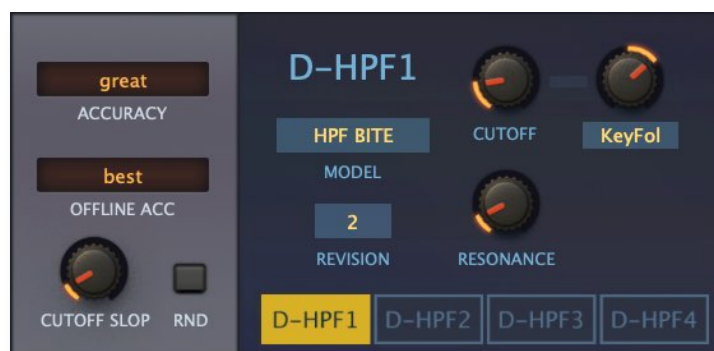 great
ACCURACY
best
OFFLINE ACC
CUTOFF SLOP
RND
D-HPF1
HPF BITE
MODEL
2
REVISION
CUTOFF
KeyFol
RESONANCE
D-HPF1
D-HPF2
D-HPF3
D-HPF4